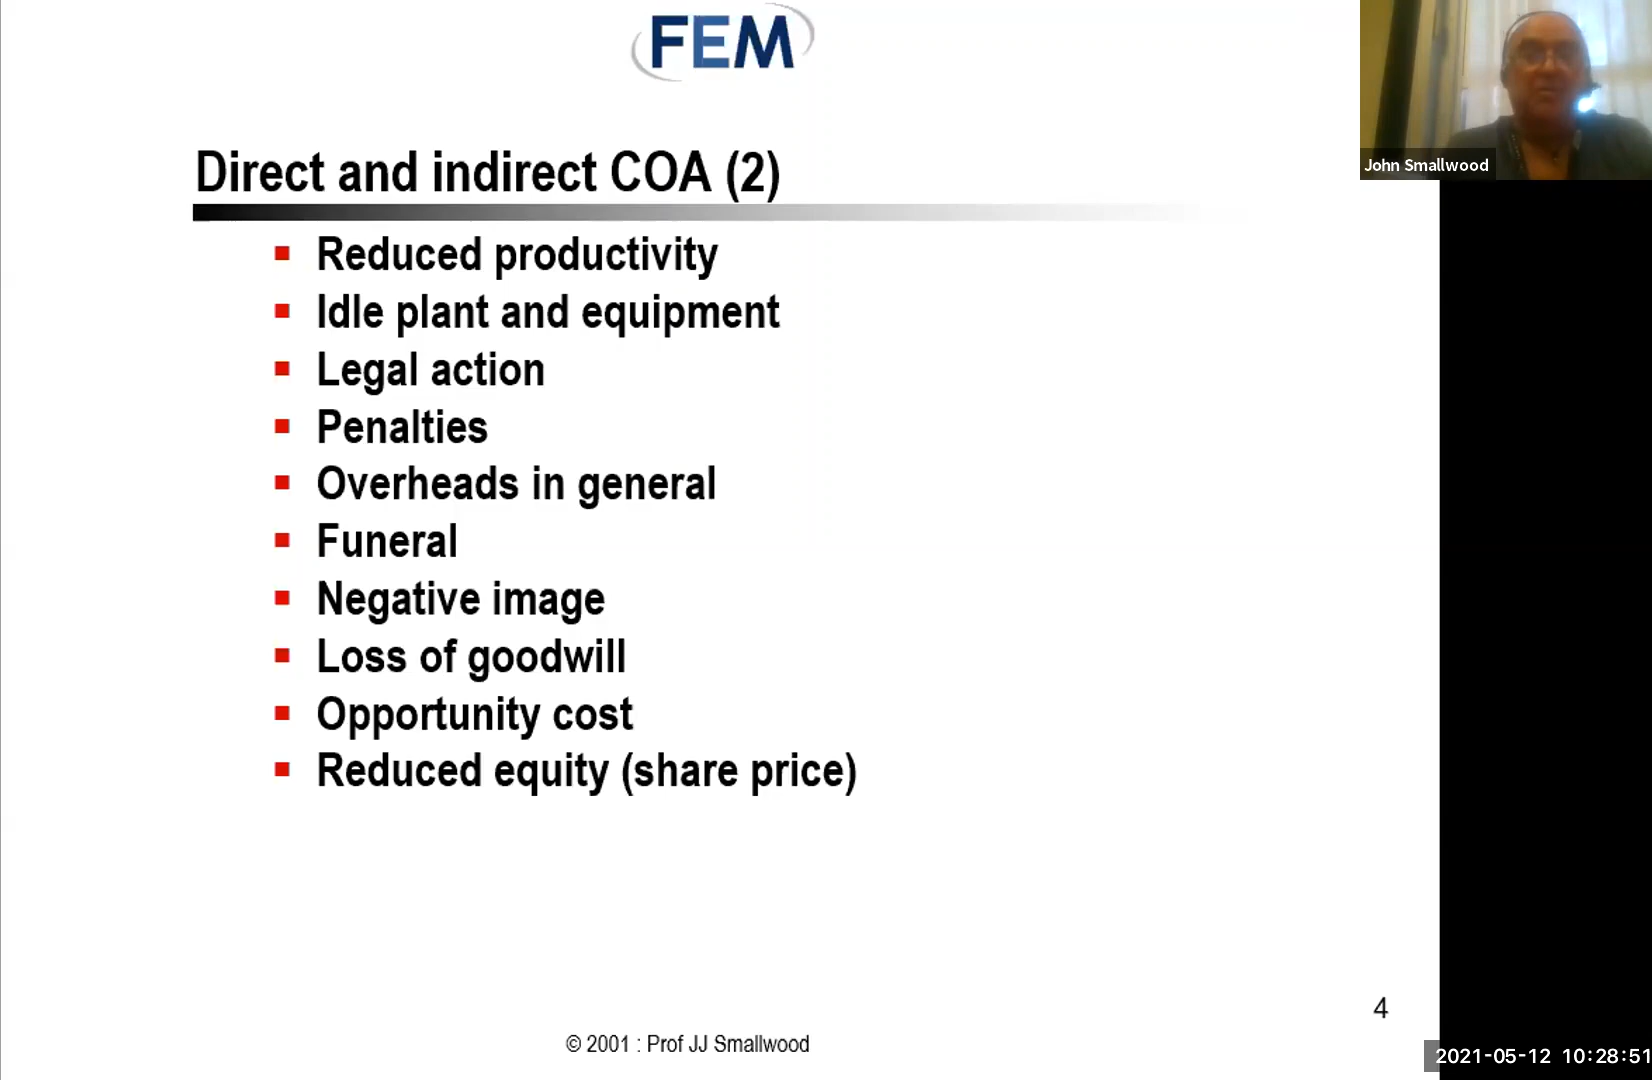 FEM
John Smallwood
Direct and indirect COA (2)
Reduced productivity
Idle plant and equipment
Legal action
Penalties
Overheads in general
Funeral
Negative image
Loss of goodwill
Opportunity cost
Reduced equity (share price)
4
© 2001 : Prof JJ Smallwood
2021-05-12 10:28:51